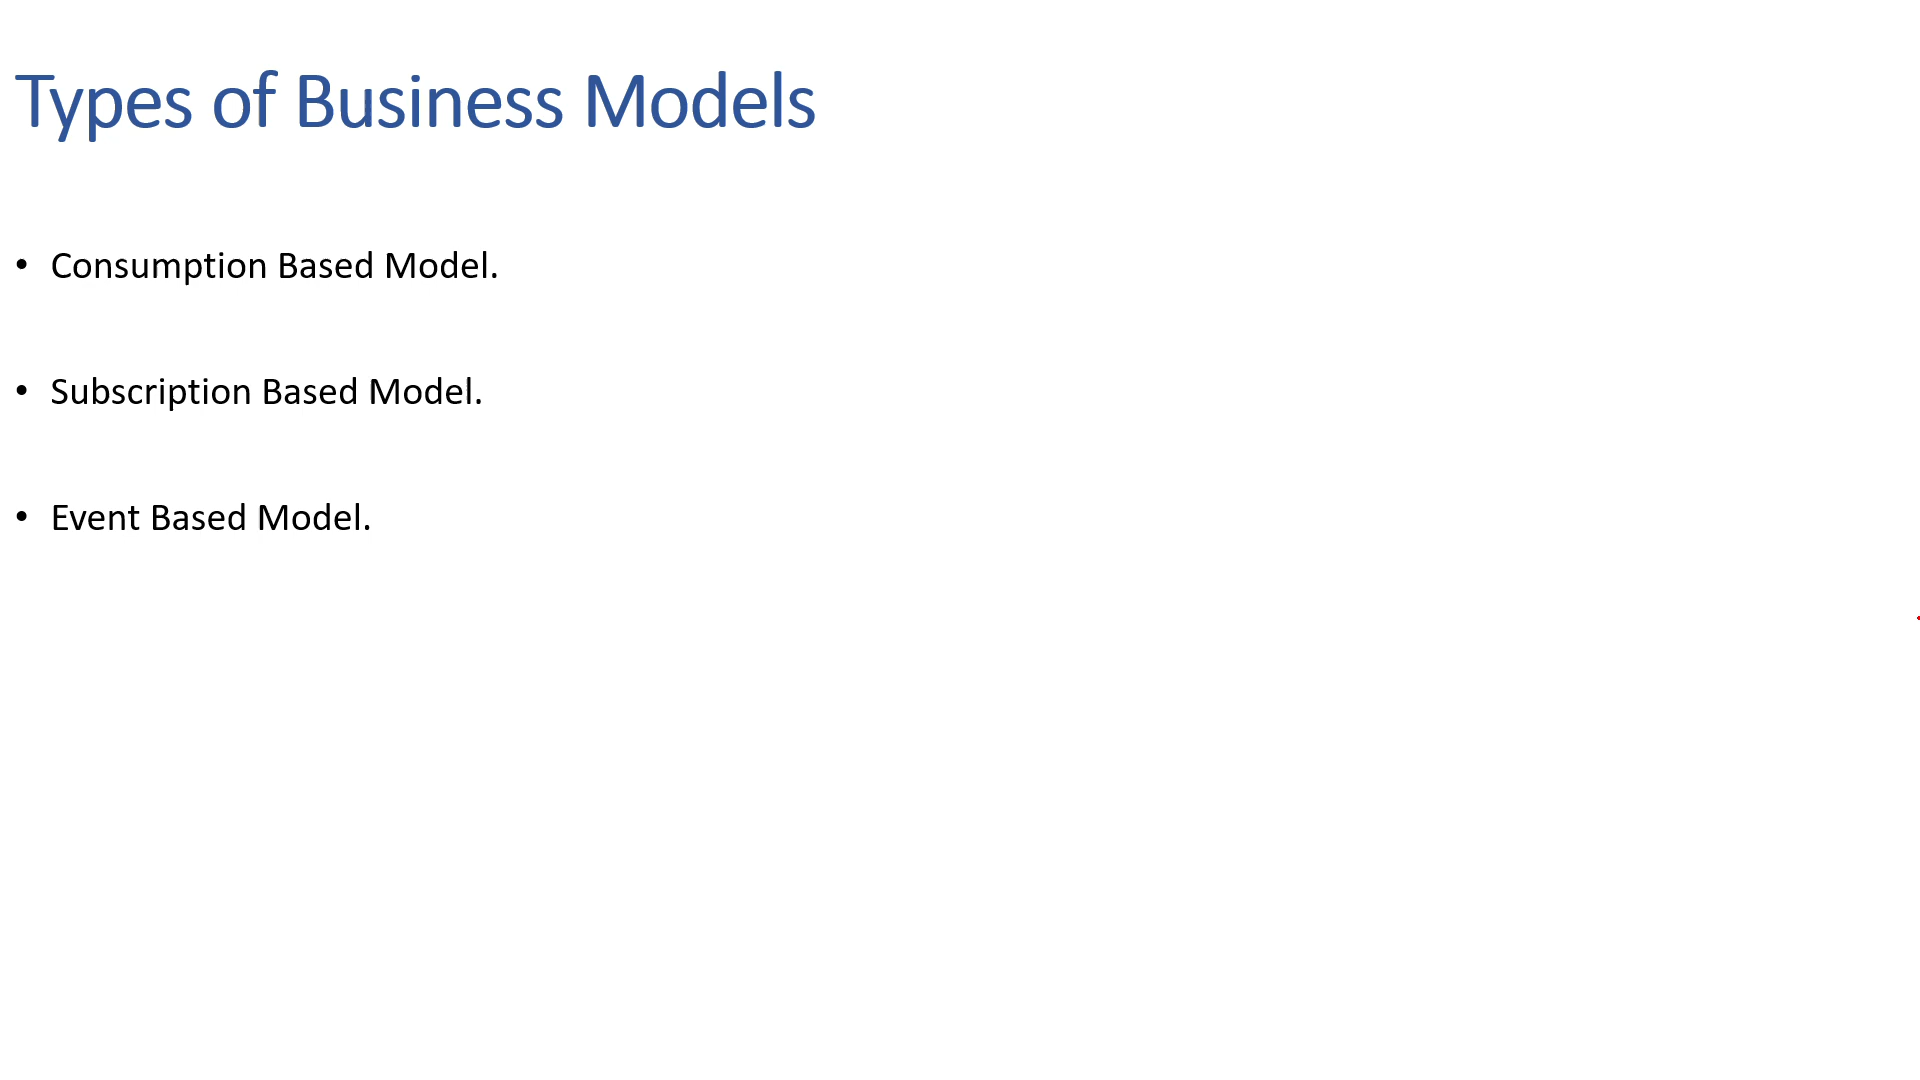 Types of Business Models
• Consumption Based Model.
• Subscription Based Model.
• Event Based Model.